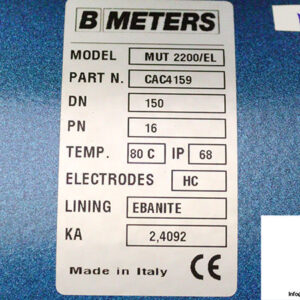 B METERS
MODEL MUT 2200/EL
PART N. CAC4159
DN 150
PN 16
TEMP. 80 C IP 68
ELECTRODES HC
LINING EBANITE
KA 2,4092
Made in Italy CE